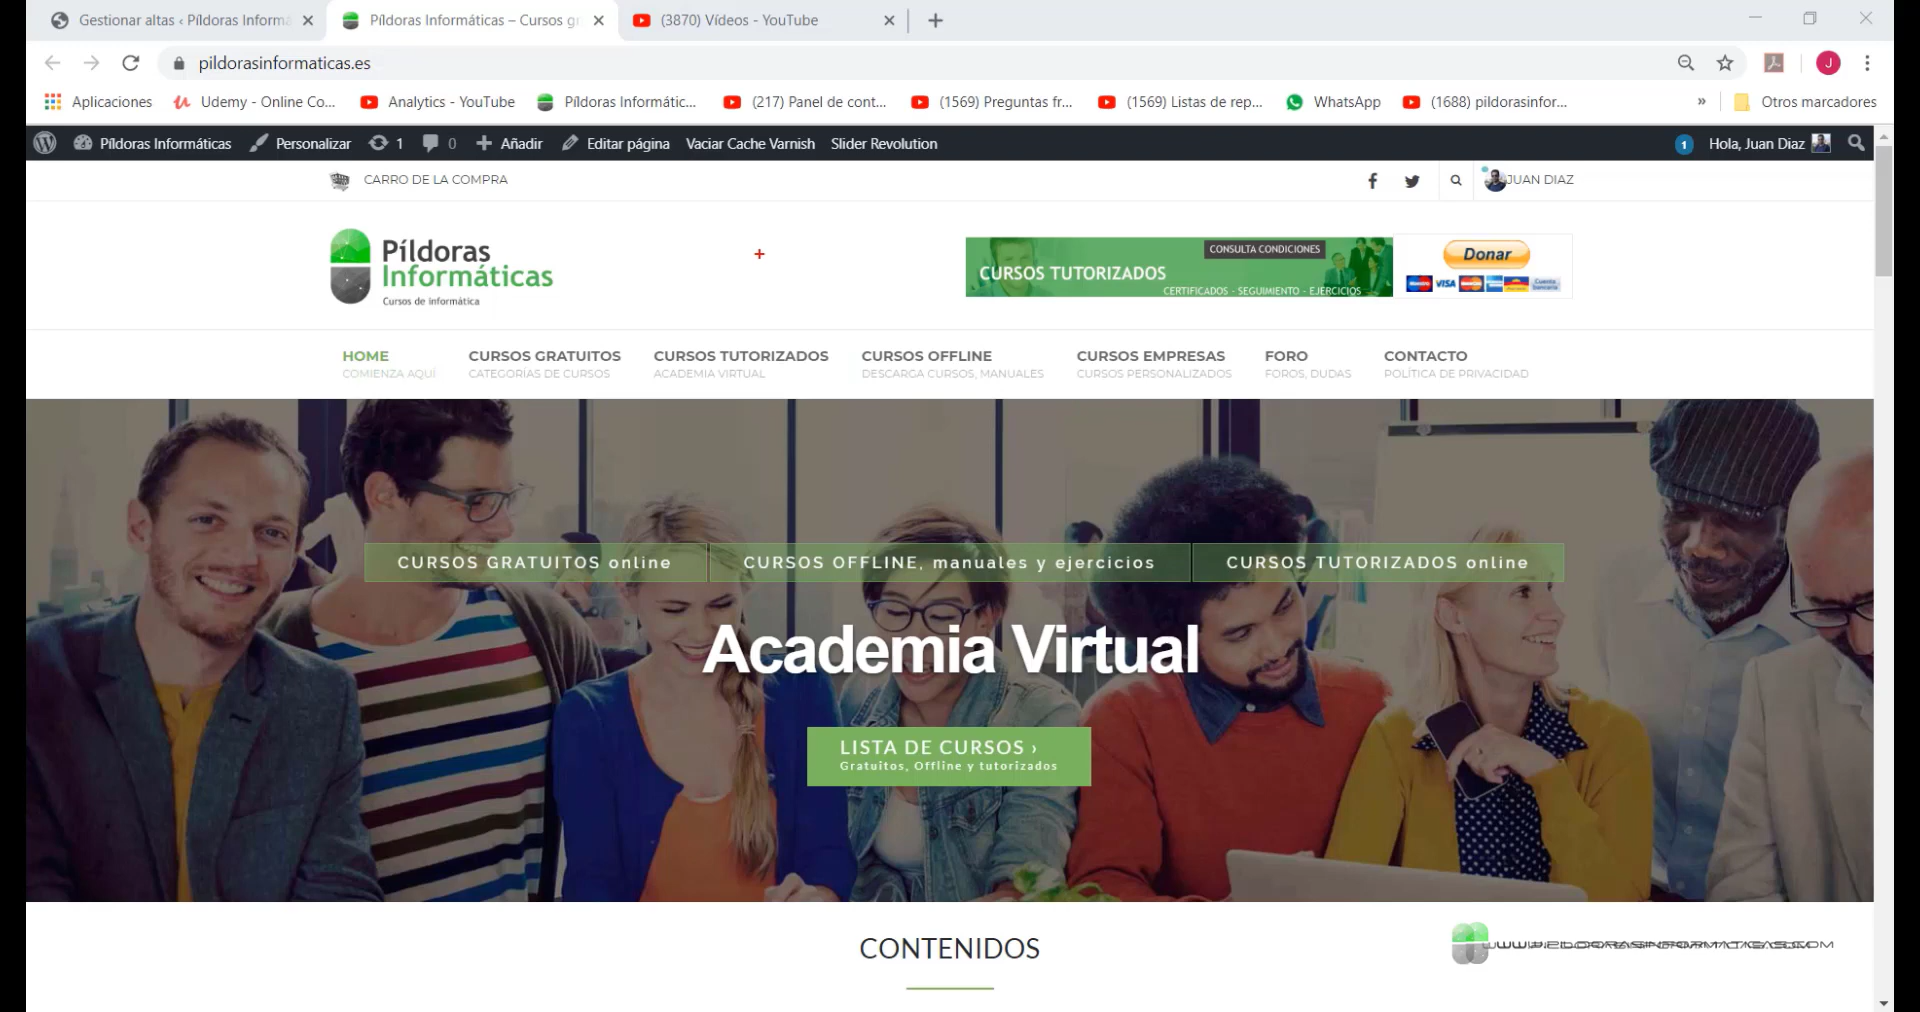 Gestionar altas ‹ Píldoras Informá
Píldoras Informáticas – Cursos gr
(3870) Vídeos - YouTube
pildorasinformaticas.es
J
Aplicaciones
Udemy - Online Co...
Analytics - YouTube
Píldoras Informátic...
(217) Panel de cont...
(1569) Preguntas fr...
(1569) Listas de rep...
WhatsApp
(1688) pildorasinfor...
»
Otros marcadores
Píldoras Informáticas
Personalizar
1
0
Añadir
Editar página
Vaciar Cache Varnish
Slider Revolution
1
Hola, Juan Diaz
CARRO DE LA COMPRA
JUAN DIAZ
Píldoras
Informáticas
Cursos de informática
CONSULTA CONDICIONES
CURSOS TUTORIZADOS
CERTIFICADOS - SEGUIMIENTO - EJERCICIOS
Donar
VISA
HOME
COMIENZA AQUÍ
CURSOS GRATUITOS
CATEGORÍAS DE CURSOS
CURSOS TUTORIZADOS
ACADEMIA VIRTUAL
CURSOS OFFLINE
DESCARGA CURSOS, MANUALES
CURSOS EMPRESAS
CURSOS PERSONALIZADOS
FORO
FOROS, DUDAS
CONTACTO
POLÍTICA DE PRIVACIDAD
CURSOS GRATUITOS online
CURSOS OFFLINE, manuales y ejercicios
CURSOS TUTORIZADOS online
Academia Virtual
LISTA DE CURSOS ›
Gratuitos, Offline y tutorizados
CONTENIDOS